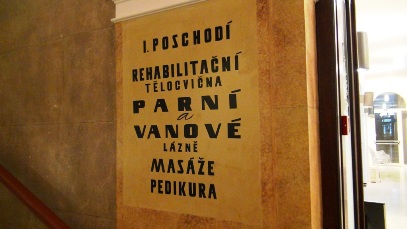 I. POSCHODÍ
REHABILITAČNÍ
TĚLOCVIČNA
PARNÍ
a
VANOVÉ
LÁZNĚ
MASÁŽE
PEDIKURA